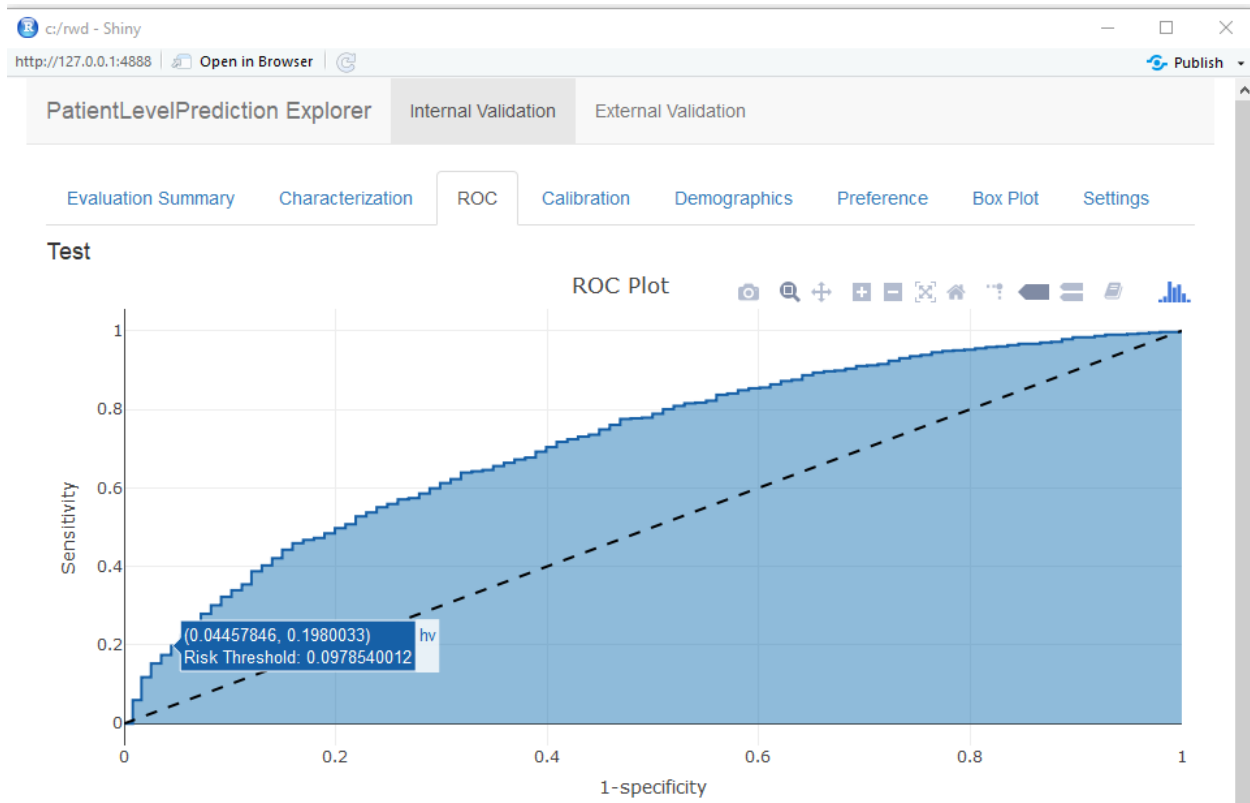 c:/rwd - Shiny
http://127.0.0.1:4888 Open in Browser Publish
PatientLevelPrediction Explorer Internal Validation External Validation
Evaluation Summary Characterization ROC Calibration Demographics Preference Box Plot Settings
Test
ROC Plot
1
0.8
0.6
0.4
0.2
0
Sensitivity
(0.04457846, 0.1980033) hv
Risk Threshold: 0.0978540012
0 0.2 0.4 0.6 0.8 1
1-specificity